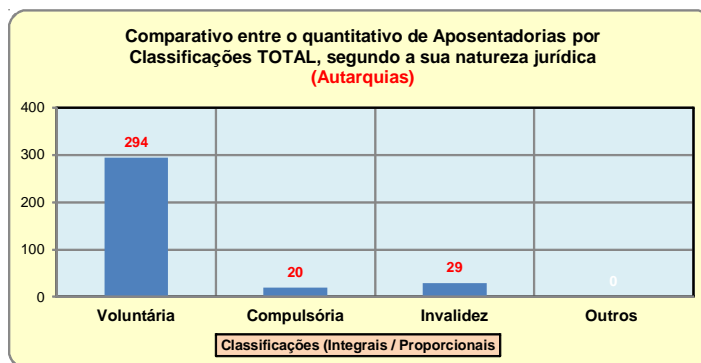 Comparativo entre o quantitativo de Aposentadorias por
Classificações TOTAL, segundo a sua natureza jurídica
(Autarquias)
400
300
200
100
0
294
20
29
0
Voluntária
Compulsória
Invalidez
Outros
Classificações (Integrais / Proporcionais